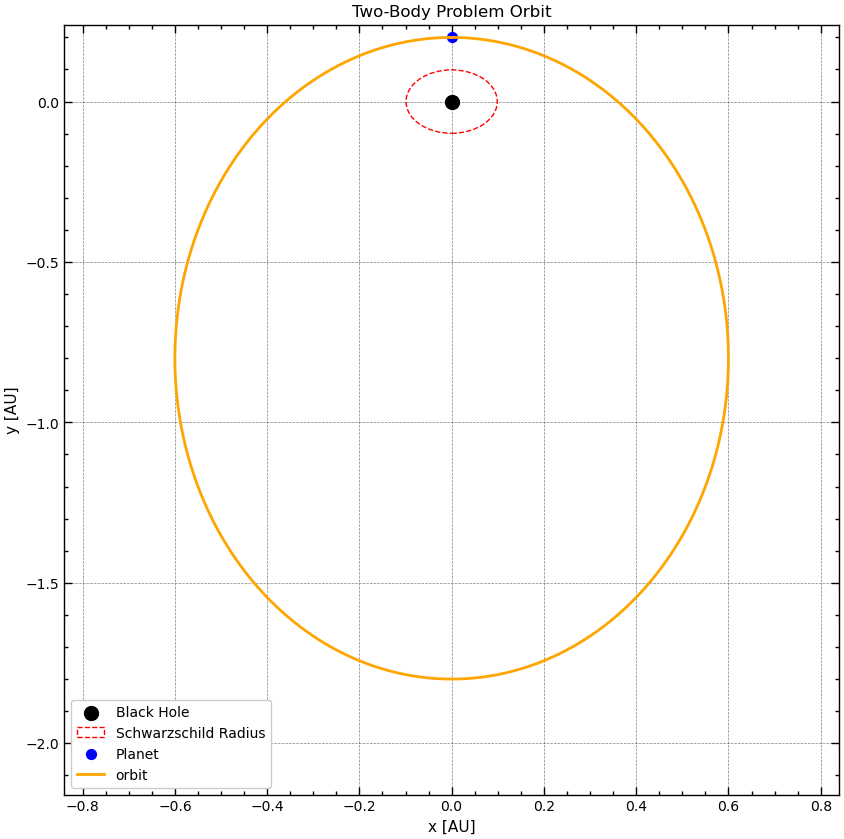 Two-Body Problem Orbit
0.0
−0.5
−1.0
−1.5
−2.0
y [AU]
Black Hole
Schwarzschild Radius
Planet
orbit
−0.8 −0.6 −0.4 −0.2 0.0 0.2 0.4 0.6 0.8
x [AU]